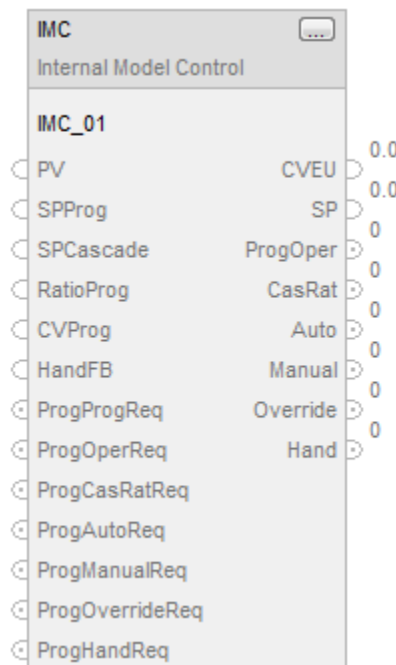 IMC ...
Internal Model Control
IMC_01
PV CVEU 0.0
SPProg SP 0.0
SPCascade ProgOper 0
RatioProg CasRat 0
CVProg Auto 0
HandFB Manual 0
ProgProgReq Override 0
ProgOperReq Hand 0
ProgCasRatReq
ProgAutoReq
ProgManualReq
ProgOverrideReq
ProgHandReq